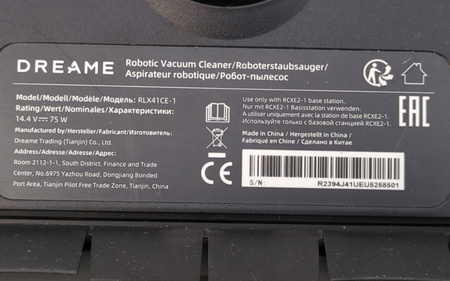 DREAME
Robotic Vacuum Cleaner/Roboterstaubsauger/
Aspirateur robotique/Робот-пылесос
Model/Modell/Modèle/Модель: RLX41CE-1
Rating/Wert/Nominales/Характеристики:
14.4 V⎓ 75 W
Manufactured by/Hersteller/Fabricant/Изготовитель:
Dreame Trading (Tianjin) Co., Ltd.
Address/Adresse/Adresse/Адрес:
Room 2112-1-1, South District, Finance and Trade
Center, No.6975 Yazhou Road, Dongjiang Bonded
Port Area, Tianjin Pilot Free Trade Zone, Tianjin, China
CE
Use only with RCXE2-1 base station.
Nur mit RCXE2-1 Basisstation verwenden.
A utiliser uniquement avec la station de base RCXE2-1.
Используйте только с базовой станцией RCXE2-1.
EAC
Made in China / Hergestellt in China /
Fabriqué en Chine / Сделано в Китае
S/N: R2394J41UEU5258501